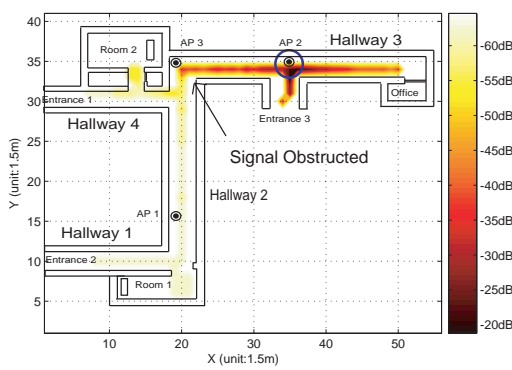 40
35
30
25
20
15
10
5
Y (unit:1.5m)
10
20
30
40
50
X (unit:1.5m)
Room 2
AP 3
AP 2
Hallway 3
Entrance 1
Office
Hallway 4
Entrance 3
Signal Obstructed
Hallway 2
AP 1
Hallway 1
Entrance 2
Room 1
-60dB
-55dB
-50dB
-45dB
-40dB
-35dB
-30dB
-25dB
-20dB